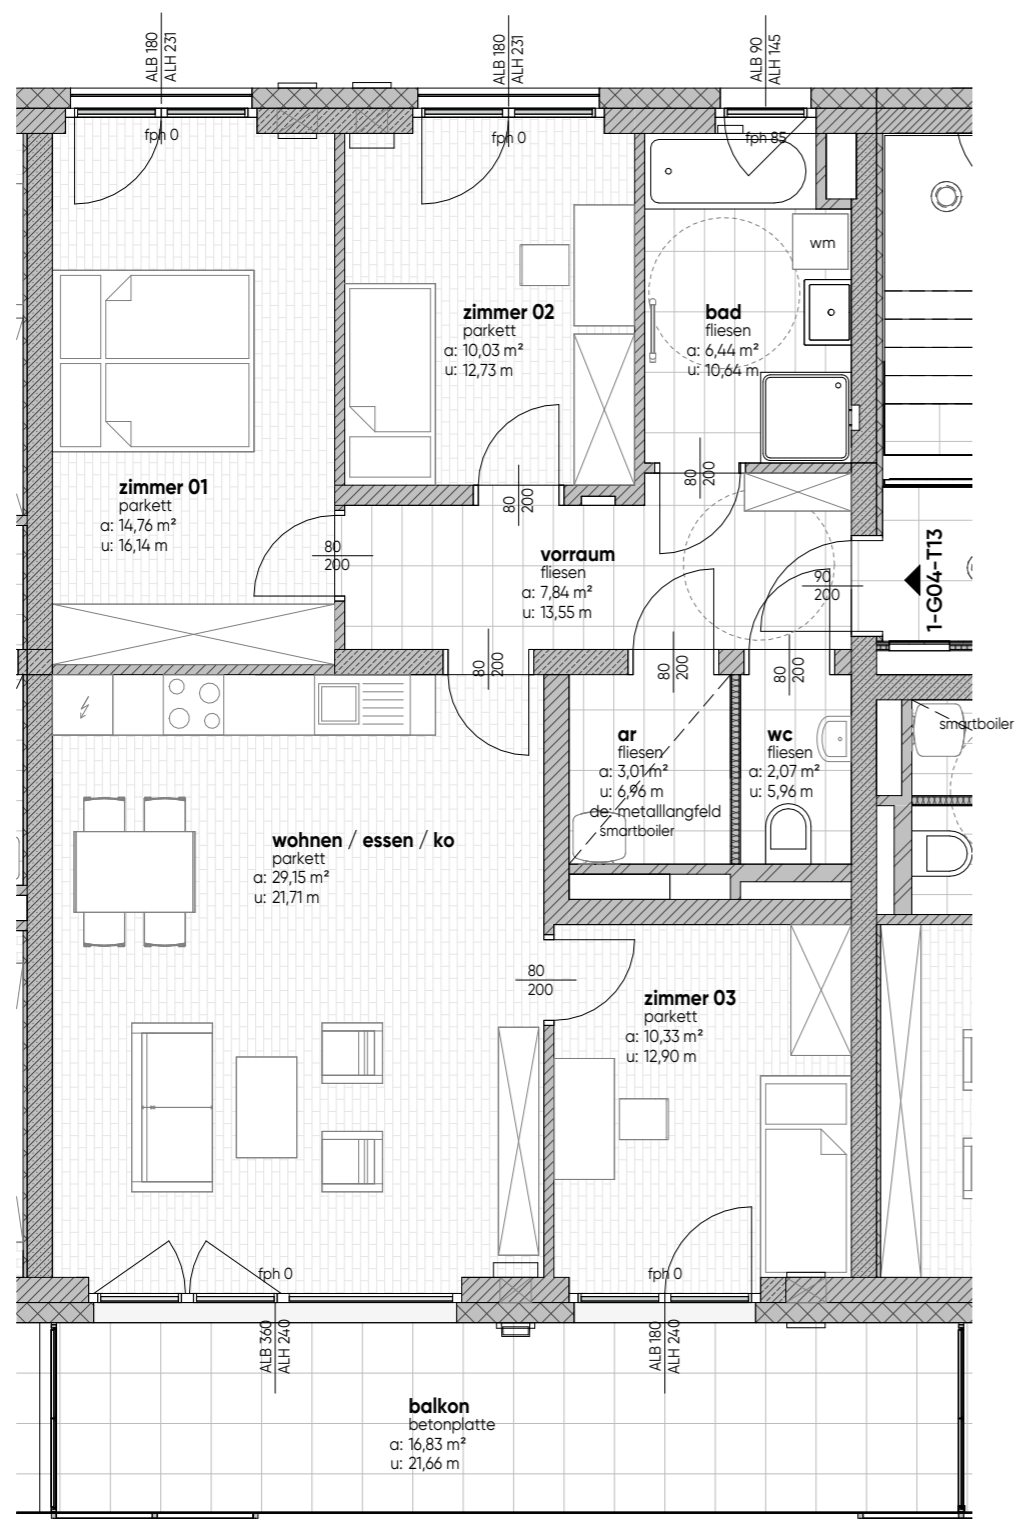 ALB 180
ALH 231
ALB 180
ALH 231
ALB 90
ALH 145
fph 0
fph 0
fph 85
wm
zimmer 02
parkett
a: 10,03 m²
u: 12,73 m
bad
fliesen
a: 6,44 m²
u: 10,64 m
zimmer 01
parkett
a: 14,76 m²
u: 16,14 m
80
200
80
200
80
200
vorraum
fliesen
a: 7,84 m²
u: 13,55 m
90
200
1-G04-T13
80
200
80
200
80
200
ar
fliesen
a: 3,01 m²
u: 6,96 m
de: metalllangfeld
smartboiler
wc
fliesen
a: 2,07 m²
u: 5,96 m
smartboiler
wohnen / essen / ko
parkett
a: 29,15 m²
u: 21,71 m
80
200
zimmer 03
parkett
a: 10,33 m²
u: 12,90 m
fph 0
fph 0
ALB 360
ALH 240
ALB 180
ALH 240
balkon
betonplatte
a: 16,83 m²
u: 21,66 m